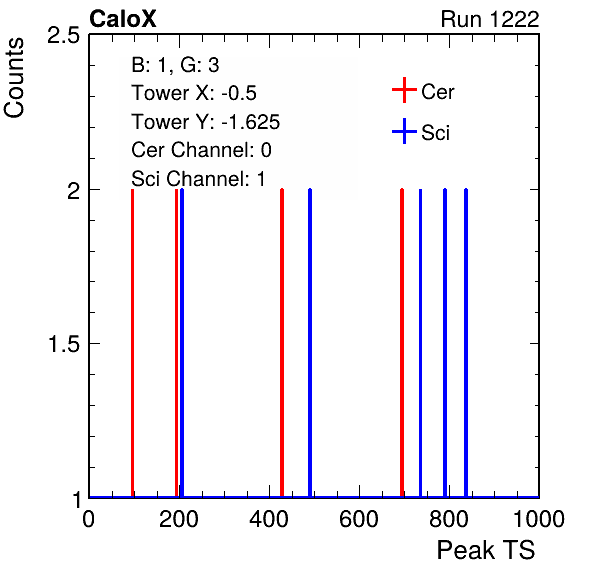 CaloX Run 1222
Counts
2.5
B: 1, G: 3
Tower X: -0.5
Tower Y: -1.625
Cer Channel: 0
Sci Channel: 1
Cer
Sci
2
1.5
1
0 200 400 600 800 1000
Peak TS